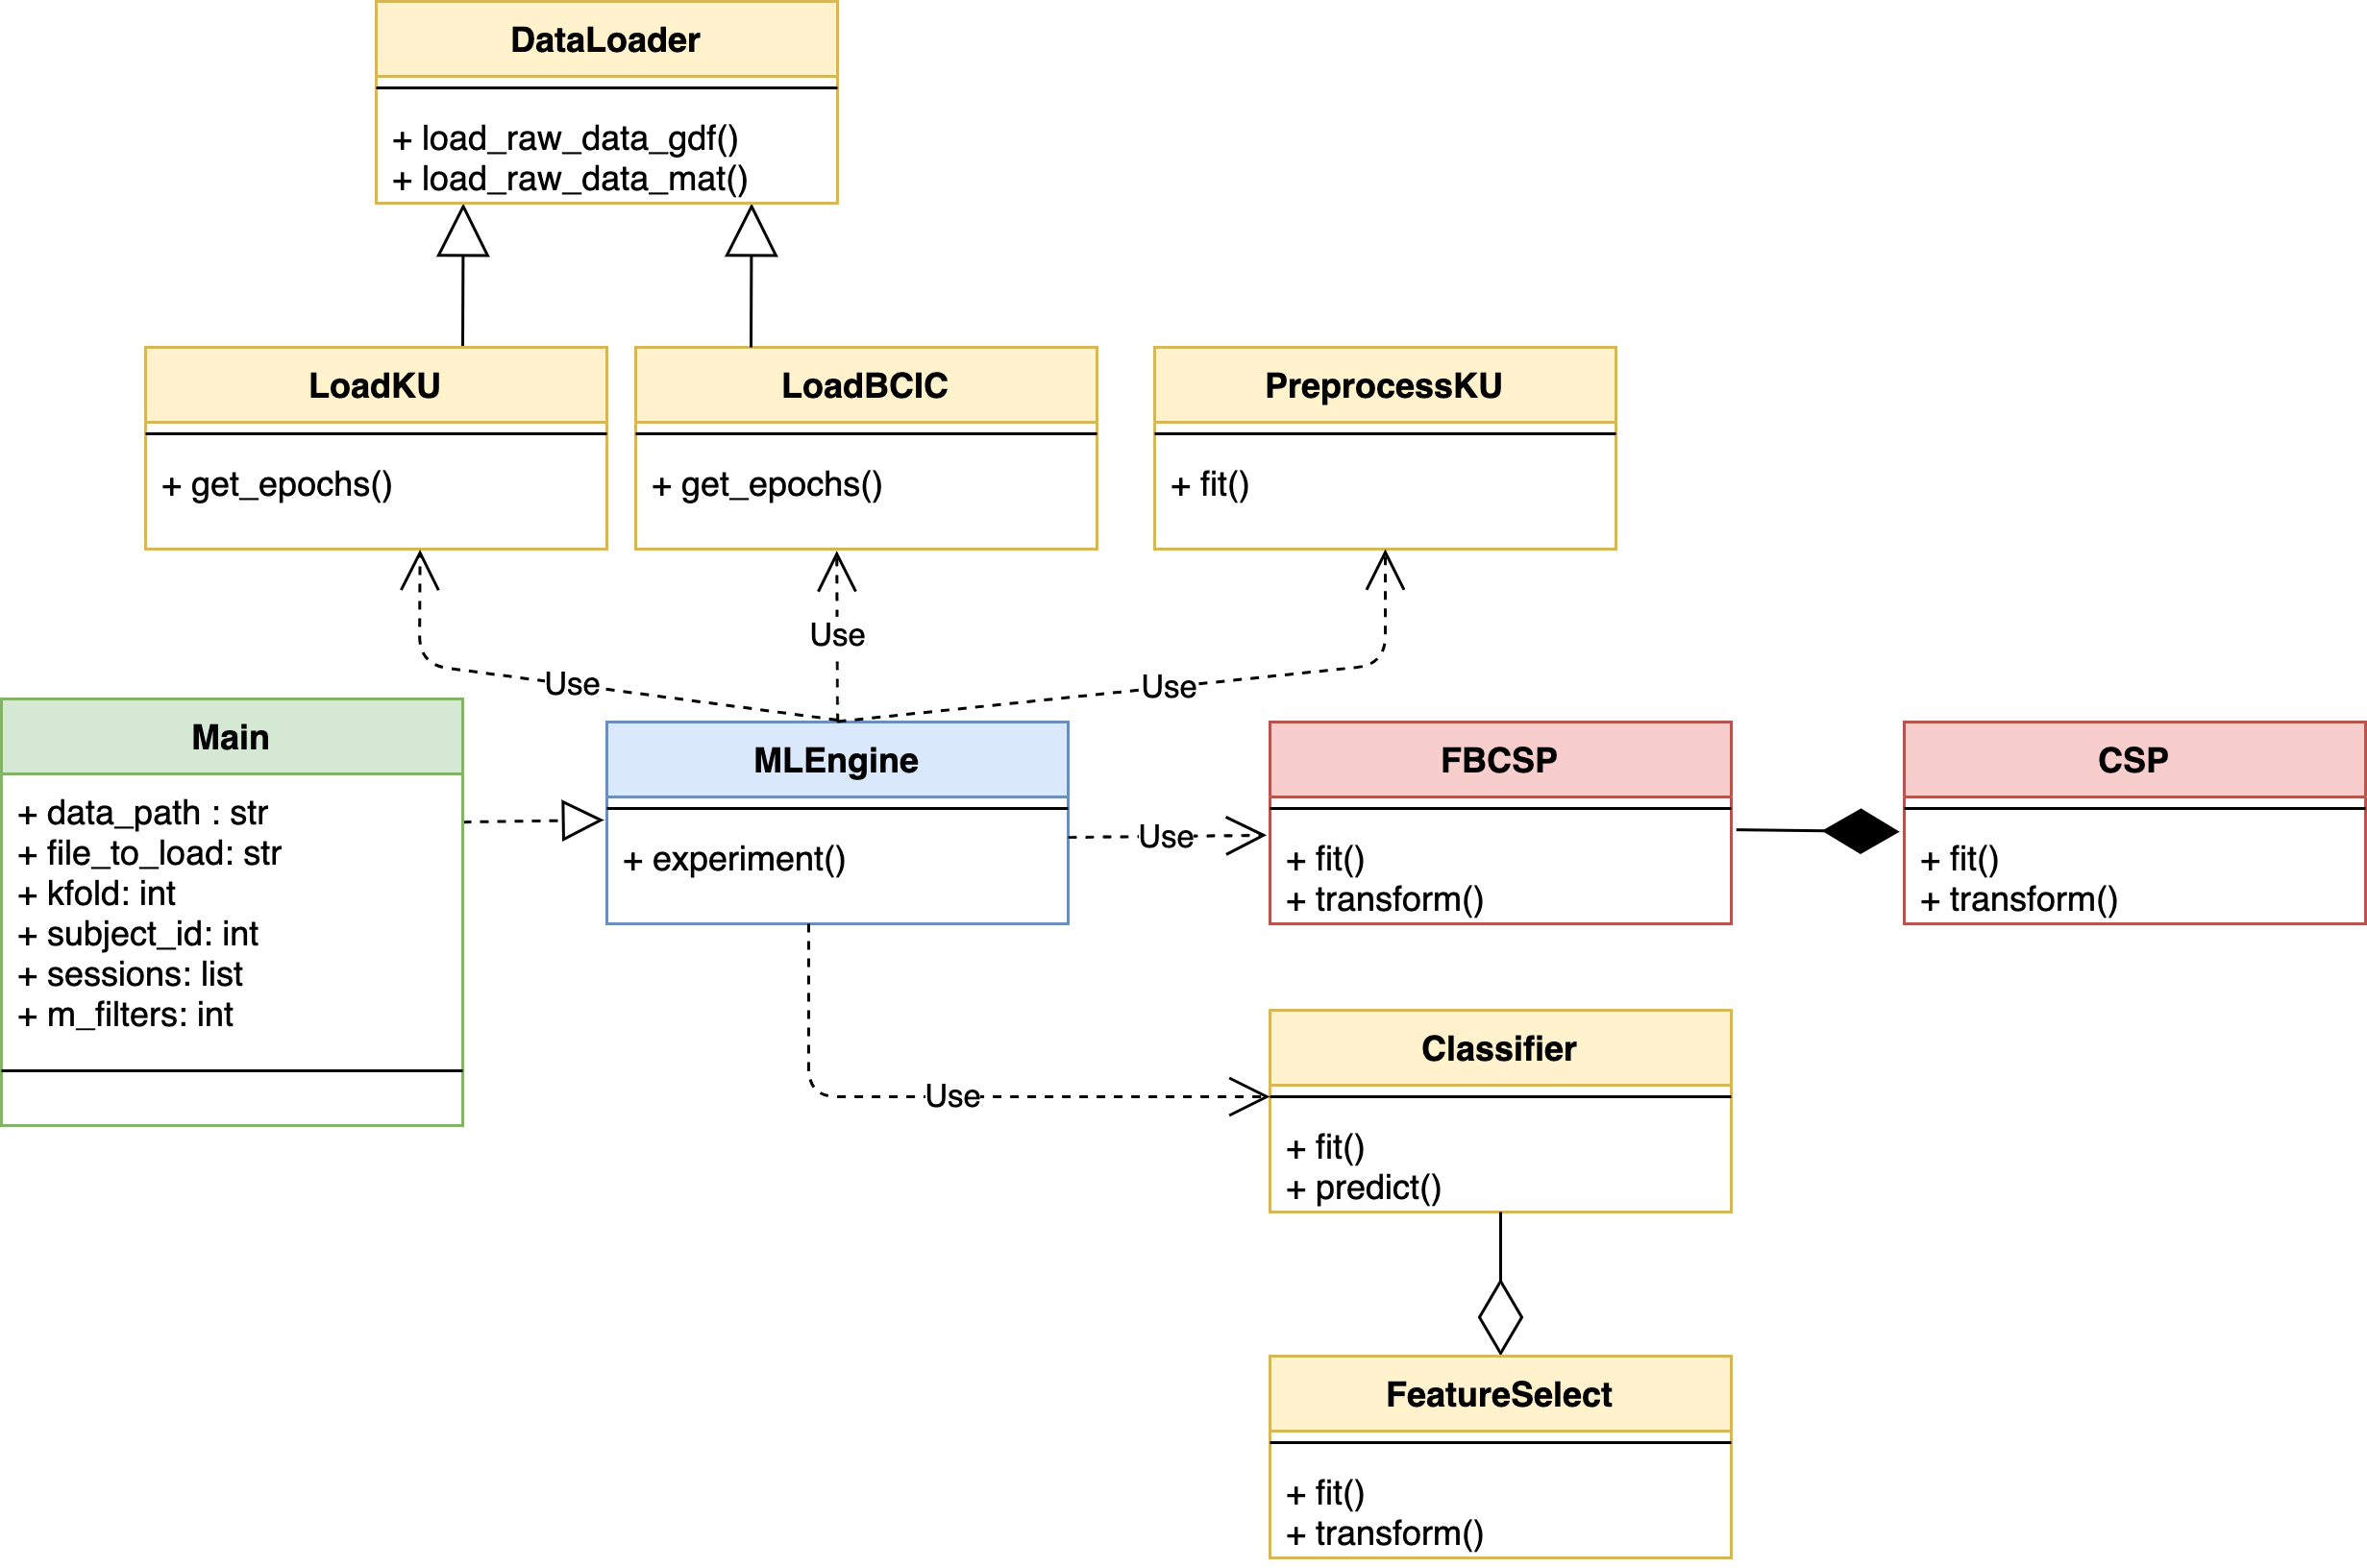 DataLoader
+ load_raw_data_gdf()
+ load_raw_data_mat()
LoadKU
+ get_epochs()
LoadBCIC
+ get_epochs()
PreprocessKU
+ fit()
Use
Use
Use
Main
+ data_path : str
+ file_to_load: str
+ kfold: int
+ subject_id: int
+ sessions: list
+ m_filters: int
MLEngine
+ experiment()
Use
FBCSP
+ fit()
+ transform()
CSP
+ fit()
+ transform()
Use
Classifier
+ fit()
+ predict()
FeatureSelect
+ fit()
+ transform()